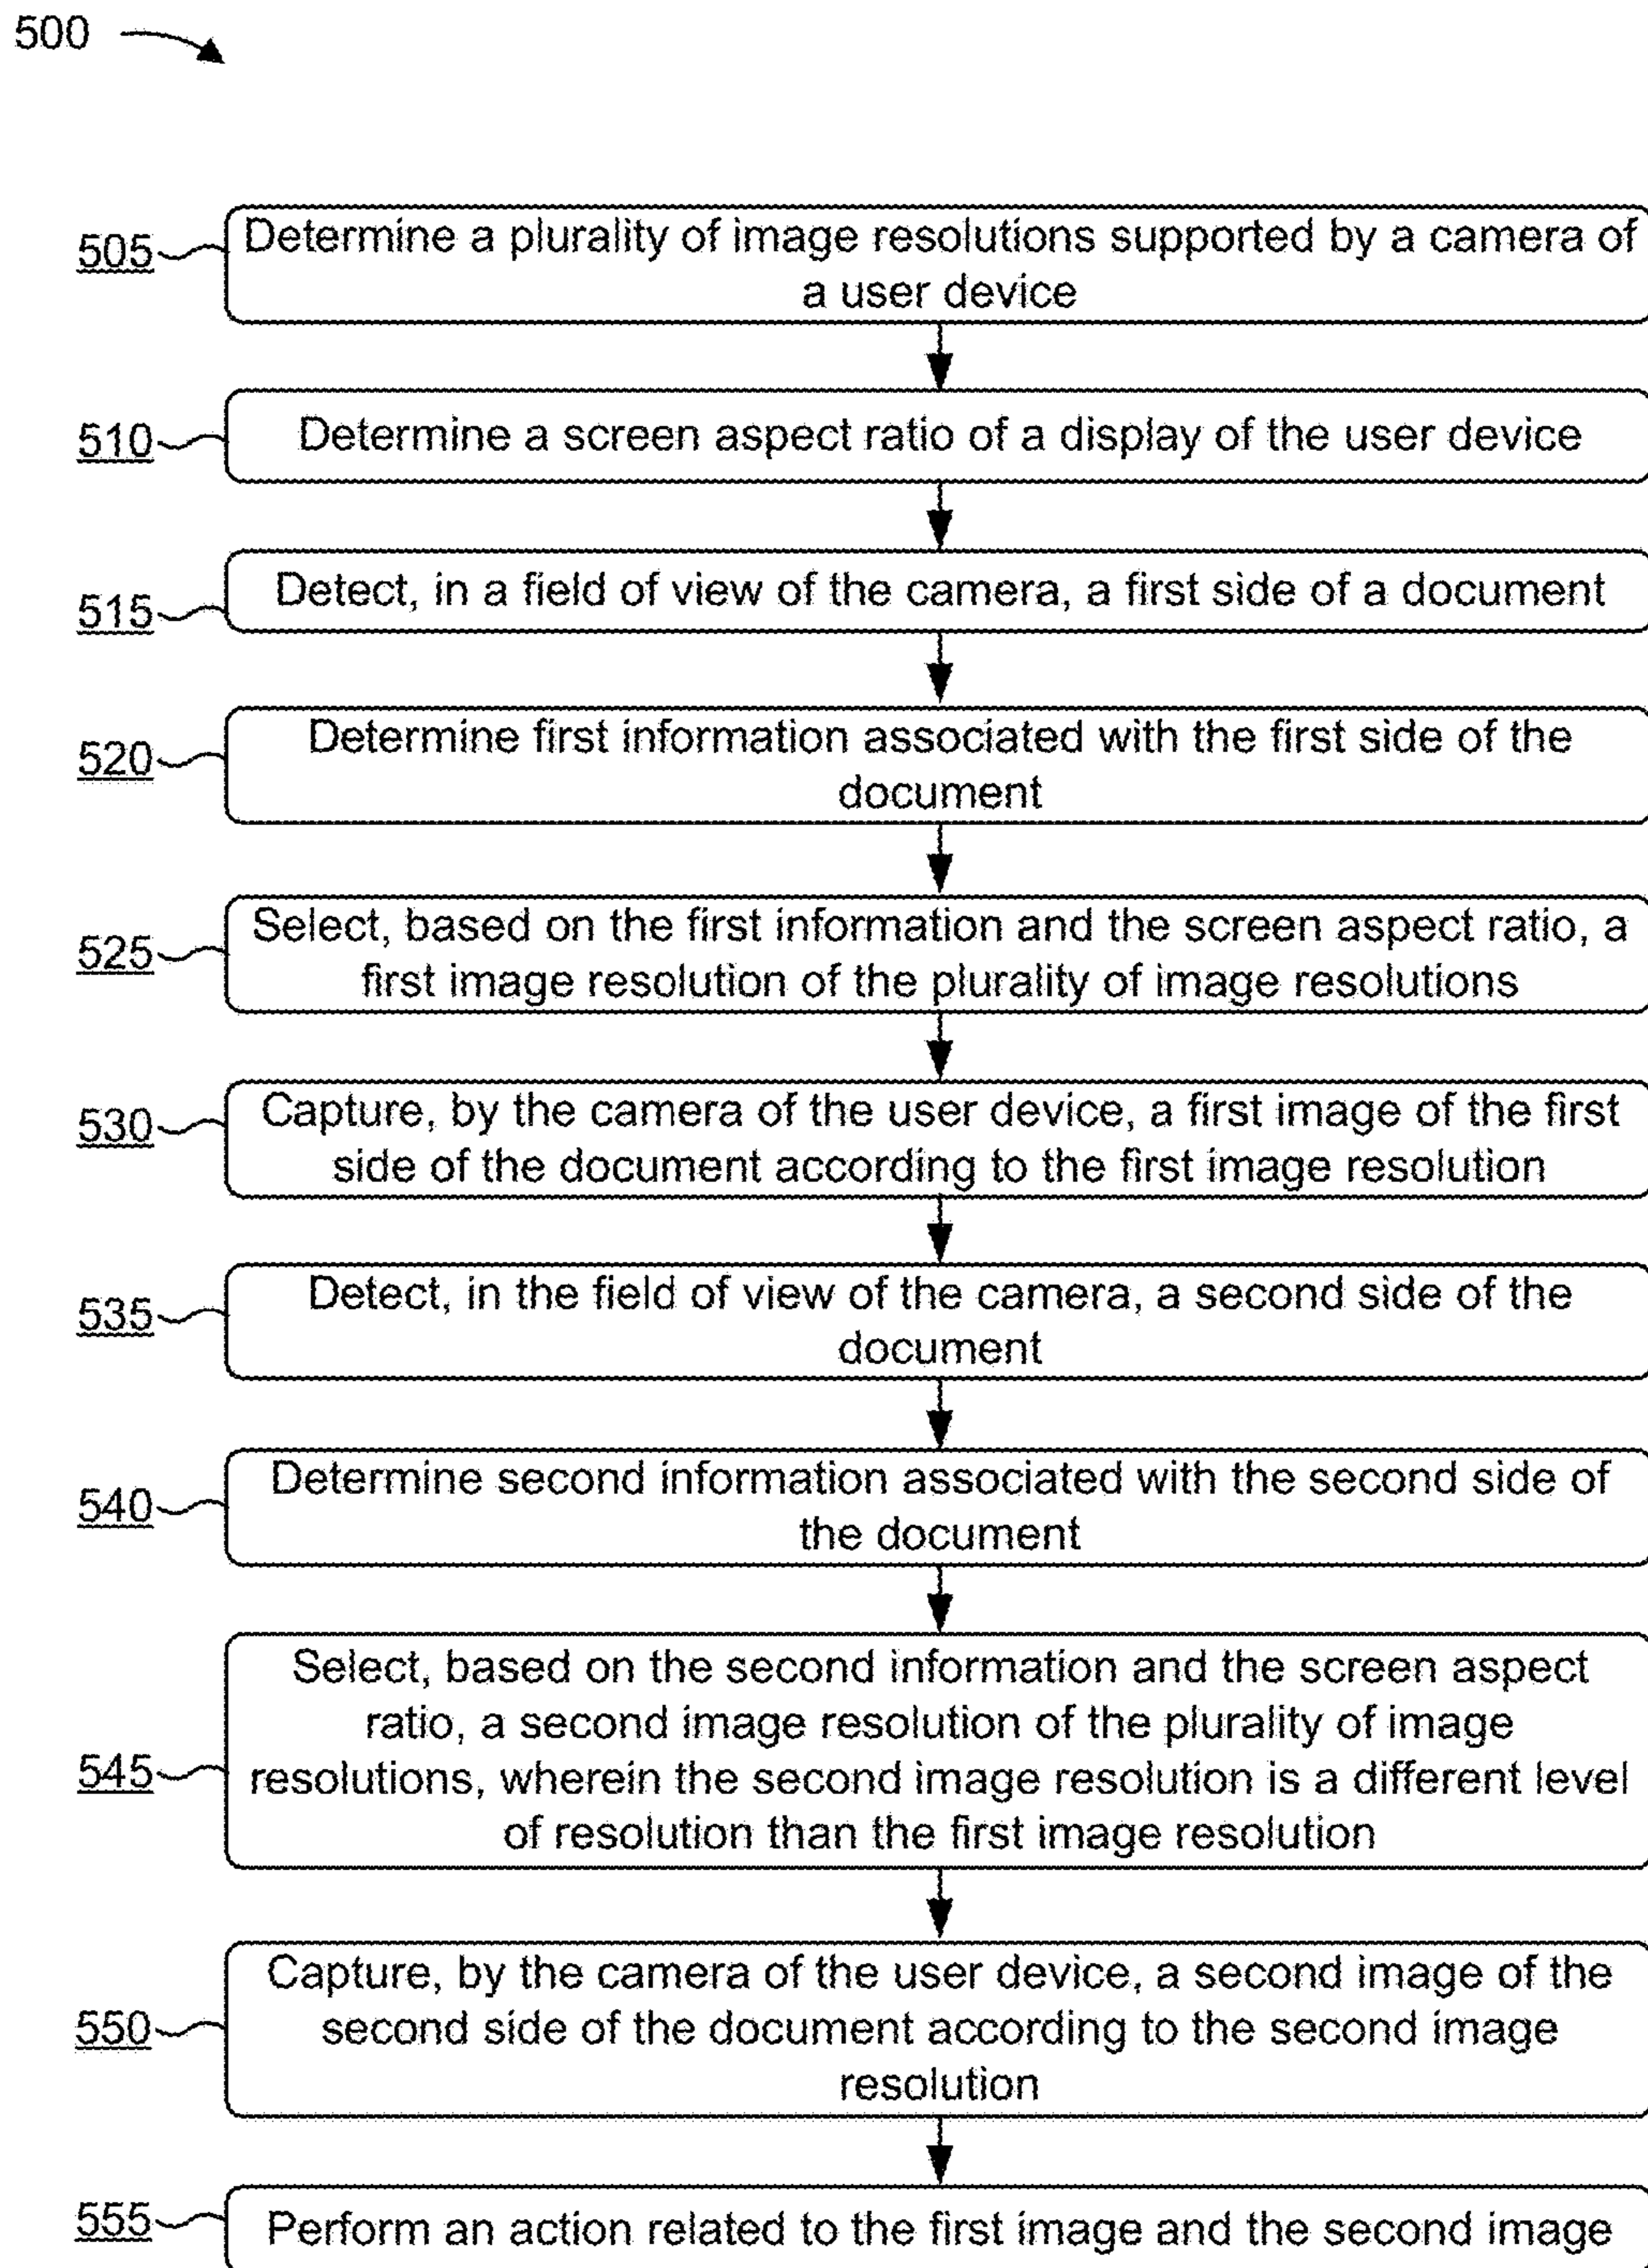 500
505
Determine a plurality of image resolutions supported by a camera of
a user device
510
Determine a screen aspect ratio of a display of the user device
515
Detect, in a field of view of the camera, a first side of a document
520
Determine first information associated with the first side of the
document
525
Select, based on the first information and the screen aspect ratio, a
first image resolution of the plurality of image resolutions
530
Capture, by the camera of the user device, a first image of the first
side of the document according to the first image resolution
535
Detect, in the field of view of the camera, a second side of the
document
540
Determine second information associated with the second side of
the document
545
Select, based on the second information and the screen aspect
ratio, a second image resolution of the plurality of image
resolutions, wherein the second image resolution is a different level
of resolution than the first image resolution
550
Capture, by the camera of the user device, a second image of the
second side of the document according to the second image
resolution
555
Perform an action related to the first image and the second image